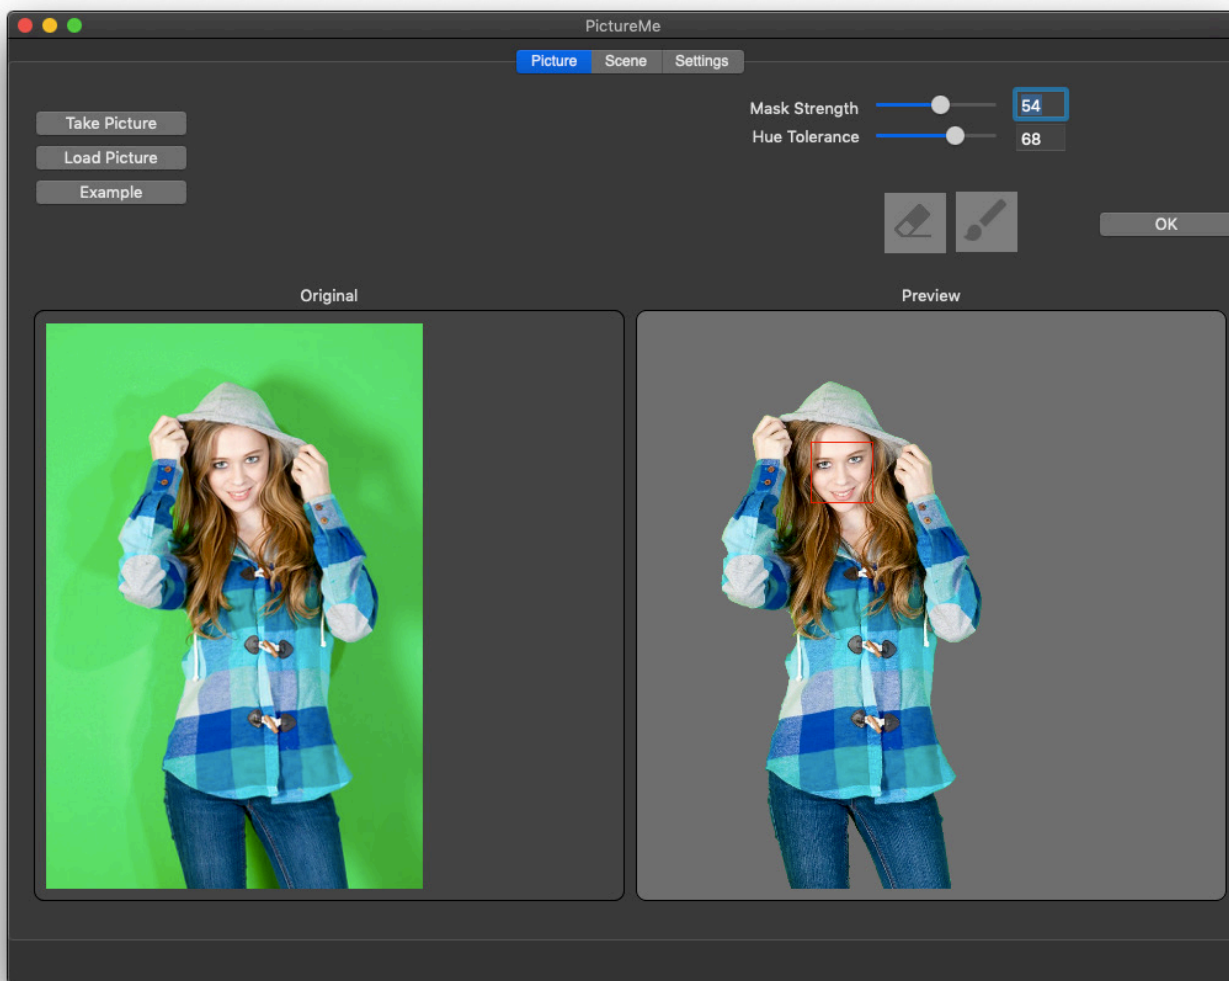 PictureMe
Picture Scene Settings
Take Picture
Load Picture
Example
Mask Strength 54
Hue Tolerance 68
OK
Original
Preview